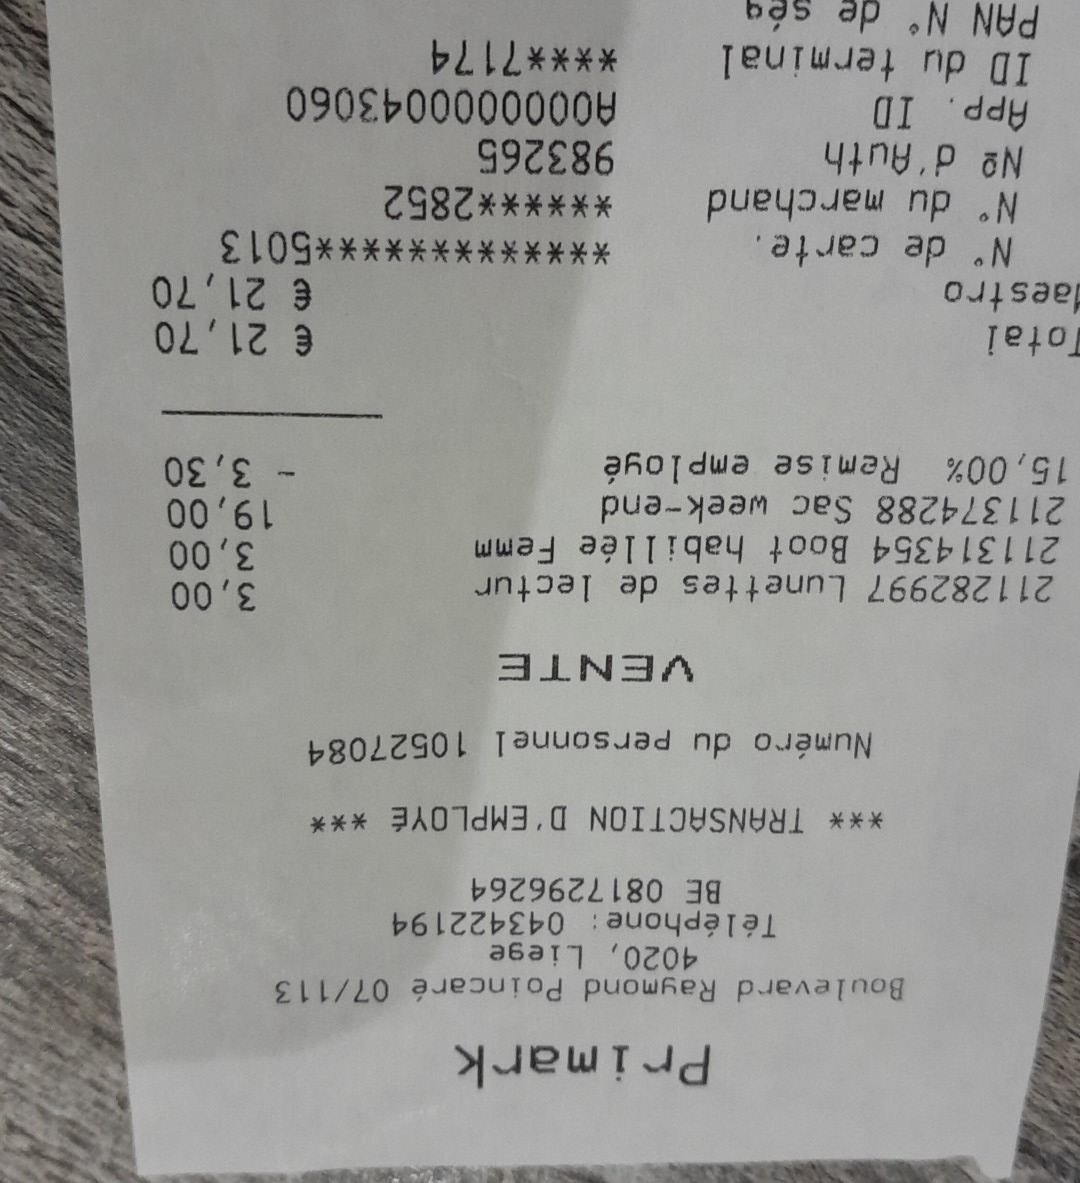 Primark
Boulevard Raymond Poincaré 07/113
4020, Liege
Téléphone: 043422194
BE 0817296264
*** TRANSACTION D'EMPLOYÉ ***
Numéro du personnel 10527084
VENTE
211282997 Lunettes de lectur 3,00
211314354 Boot habillée Femm 3,00
211374288 Sac week-end 19,00
15,00% Remise employé - 3,30
Total € 21,70
Maestro € 21,70
N° de carte. ***************5013
N° du marchand ******2852
Nº d'Auth 983265
App. ID A0000000043060
ID du terminal ****7174
PAN N° de séq